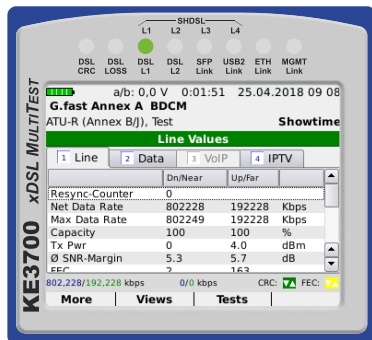 SHDSL
L1 L2 L3 L4
DSL CRC DSL LOSS DSL L1 DSL L2 SFP Link USB2 Link ETH Link MGMT Link
KE3700 xDSL MULTITEST
a/b: 0,0 V 0:01:51 25.04.2018 09 08
G.fast Annex A BDCM
ATU-R (Annex B/J), Test Showtime
Line Values
1 Line 2 Data 3 VoIP 4 IPTV
Dn/Near Up/Far
Resync-Counter 0
Net Data Rate 802228 192228 Kbps
Max Data Rate 802249 192228 Kbps
Capacity 100 100 %
Tx Pwr 0 4.0 dBm
Ø SNR-Margin 5.3 5.7 dB
FEC 2 163
802,228/192,228 kbps 0/0 kbps CRC: FEC:
More Views Tests